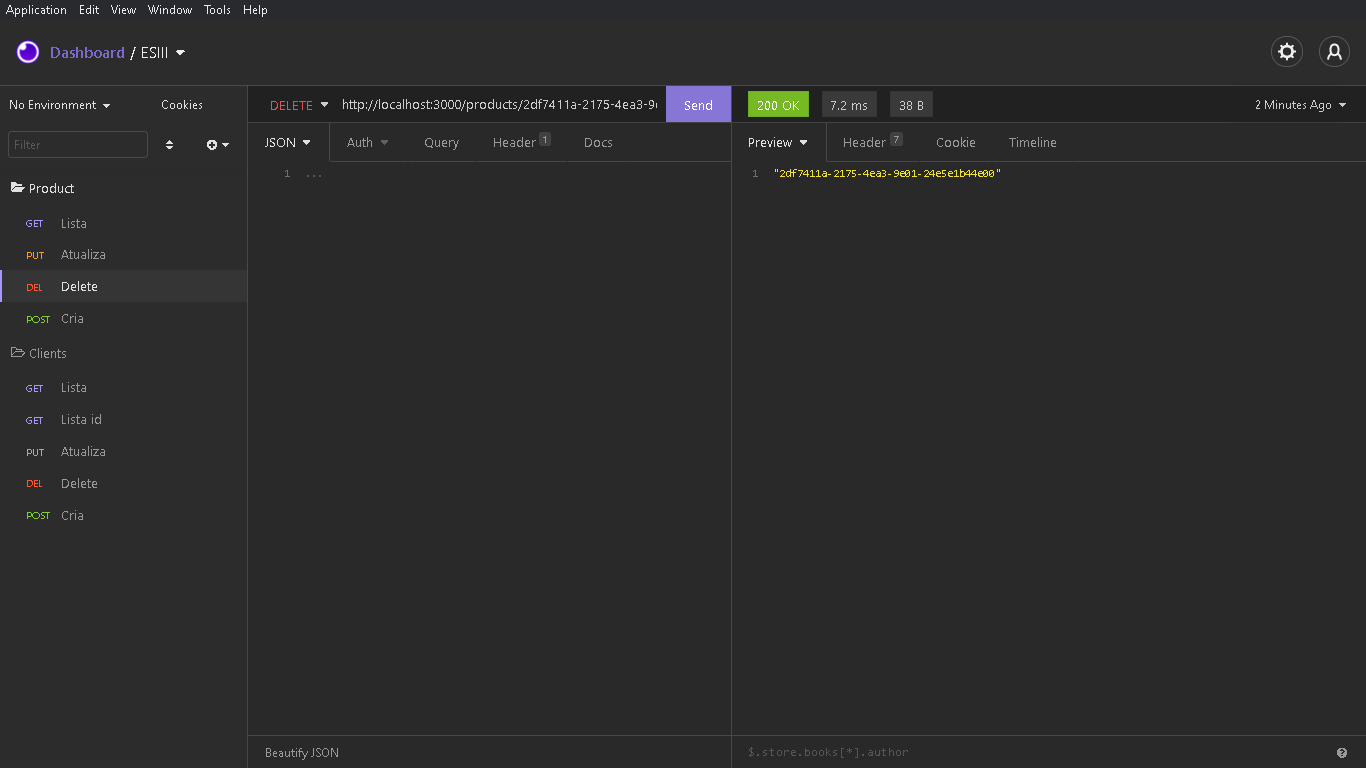 Application Edit View Window Tools Help
Dashboard / ESIII
No Environment Cookies
Filter
Product
GET Lista
PUT Atualiza
DEL Delete
POST Cria
Clients
GET Lista
GET Lista id
PUT Atualiza
DEL Delete
POST Cria
DELETE http://localhost:3000/products/2df7411a-2175-4ea3-9e Send
JSON Auth Query Header 1 Docs
1 ...
Beautify JSON
200 OK 7.2 ms 38 B 2 Minutes Ago
Preview Header 7 Cookie Timeline
1 "2df7411a-2175-4ea3-9e01-24e5e1b44e00"
$.store.books[*].author